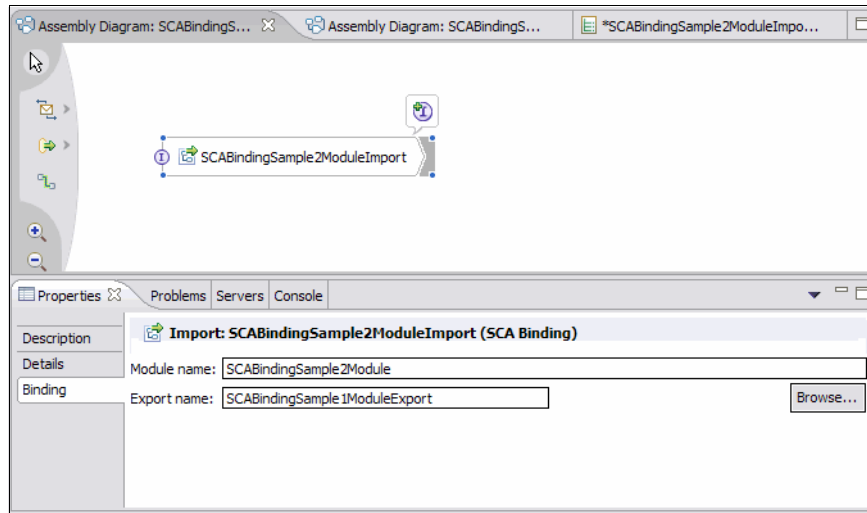 Assembly Diagram: SCABindingS... Assembly Diagram: SCABindingS... *SCABindingSample2ModuleImpo...
SCABindingSample2ModuleImport
Properties Problems Servers Console
Description
Details
Binding
Import: SCABindingSample2ModuleImport (SCA Binding)
Module name: SCABindingSample2Module
Export name: SCABindingSample1ModuleExport Browse...